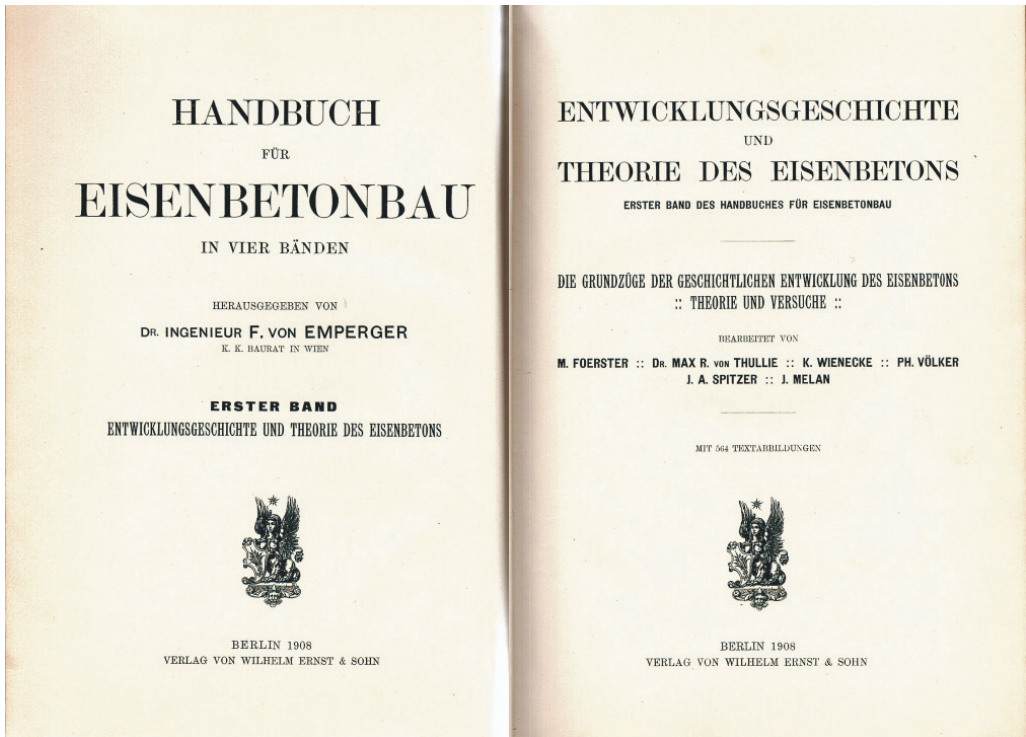 HANDBUCH
FÜR
EISENBETONBAU
IN VIER BÄNDEN
HERAUSGEGEBEN VON
DR. INGENIEUR F. VON EMPERGER
K. K. BAURAT IN WIEN
ERSTER BAND
ENTWICKLUNGSGESCHICHTE UND THEORIE DES EISENBETONS
BERLIN 1908
VERLAG VON WILHELM ERNST & SOHN
ENTWICKLUNGSGESCHICHTE
UND
THEORIE DES EISENBETONS
ERSTER BAND DES HANDBUCHES FÜR EISENBETONBAU
DIE GRUNDZÜGE DER GESCHICHTLICHEN ENTWICKLUNG DES EISENBETONS
:: THEORIE UND VERSUCHE ::
BEARBEITET VON
M. FOERSTER :: DR. MAX R. VON THULLIE :: K. WIENECKE :: PH. VÖLKER
J. A. SPITZER :: J. MELAN
MIT 564 TEXTABBILDUNGEN
BERLIN 1908
VERLAG VON WILHELM ERNST & SOHN